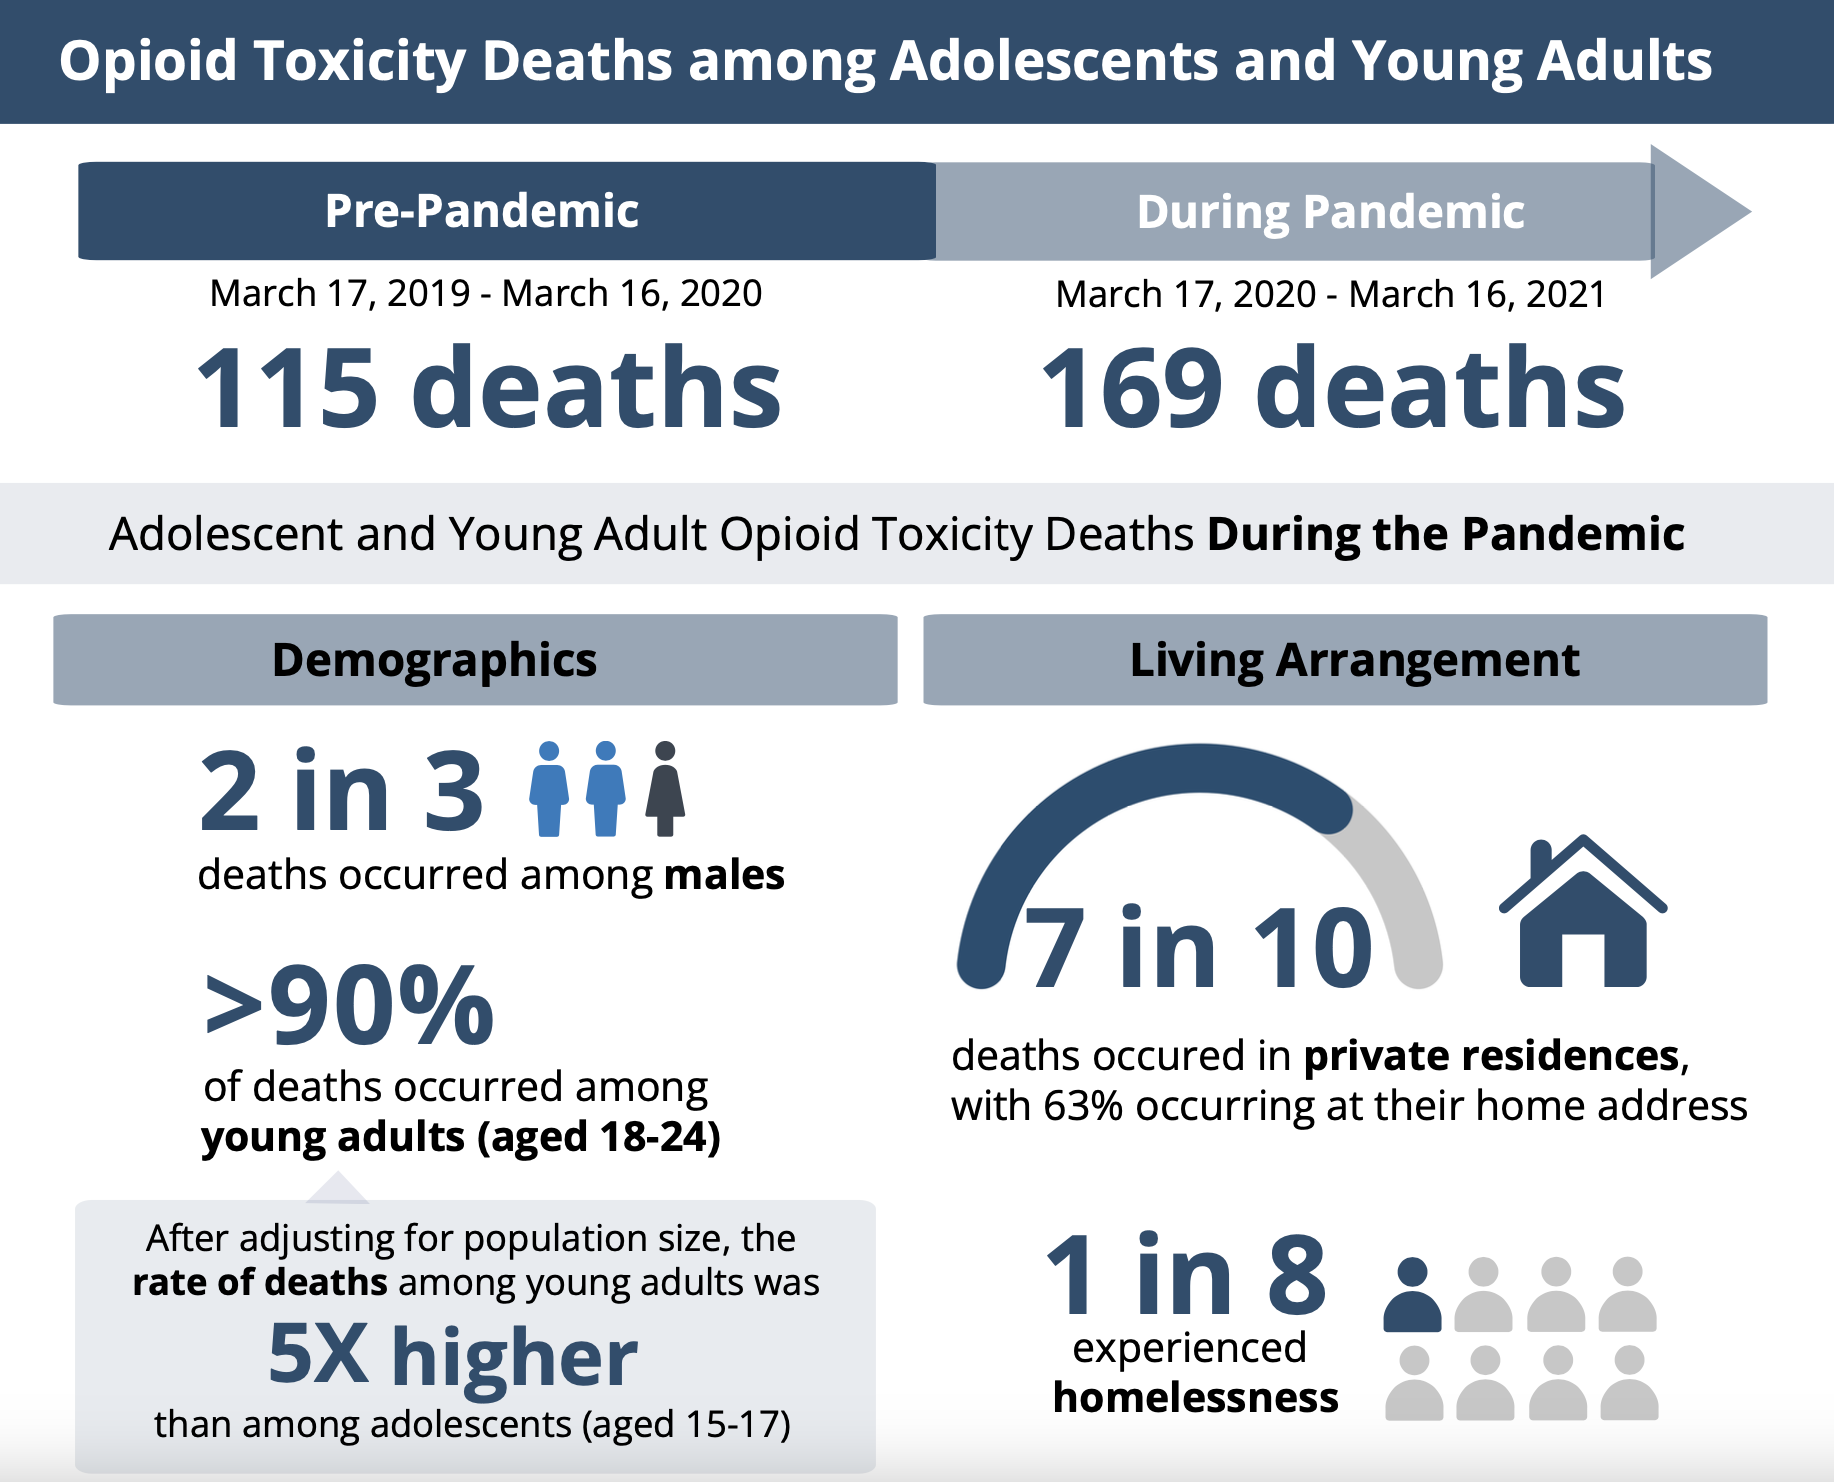 Opioid Toxicity Deaths among Adolescents and Young Adults
Pre-Pandemic
During Pandemic
March 17, 2019 - March 16, 2020
March 17, 2020 - March 16, 2021
115 deaths
169 deaths
Adolescent and Young Adult Opioid Toxicity Deaths During the Pandemic
Demographics
2 in 3
deaths occurred among males
>90%
of deaths occurred among
young adults (aged 18-24)
After adjusting for population size, the
rate of deaths among young adults was
5X higher
than among adolescents (aged 15-17)
Living Arrangement
7 in 10
deaths occured in private residences,
with 63% occurring at their home address
1 in 8
experienced
homelessness